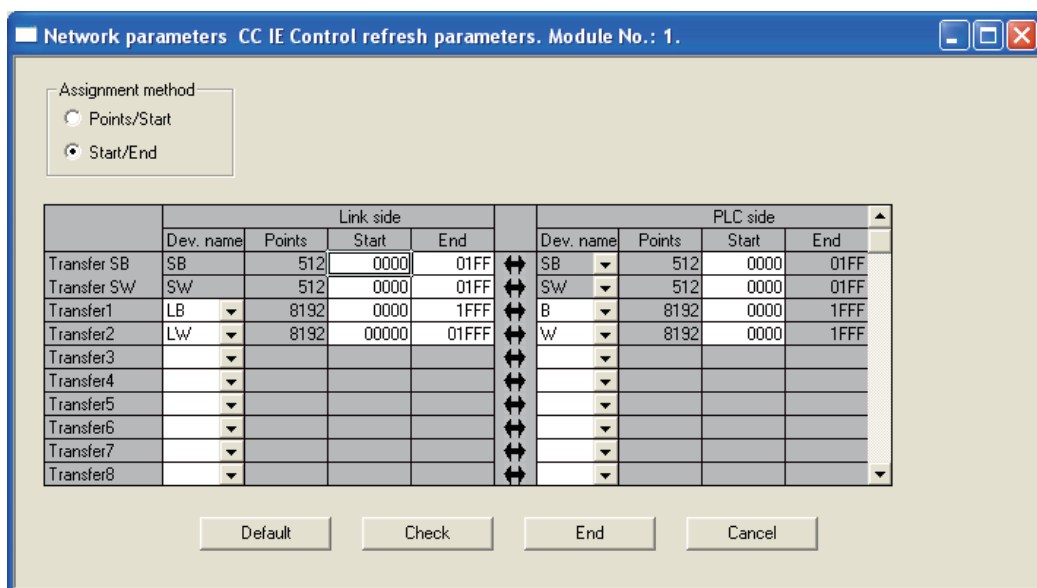 Network parameters CC IE Control refresh parameters. Module No.: 1.
Assignment method
Points/Start
Start/End
Link side PLC side
Dev. name Points Start End Dev. name Points Start End
Transfer SB SB 512 0000 01FF SB 512 0000 01FF
Transfer SW SW 512 0000 01FF SW 512 0000 01FF
Transfer1 LB 8192 0000 1FFF B 8192 0000 1FFF
Transfer2 LW 8192 00000 01FFF W 8192 0000 1FFF
Transfer3
Transfer4
Transfer5
Transfer6
Transfer7
Transfer8
Default Check End Cancel